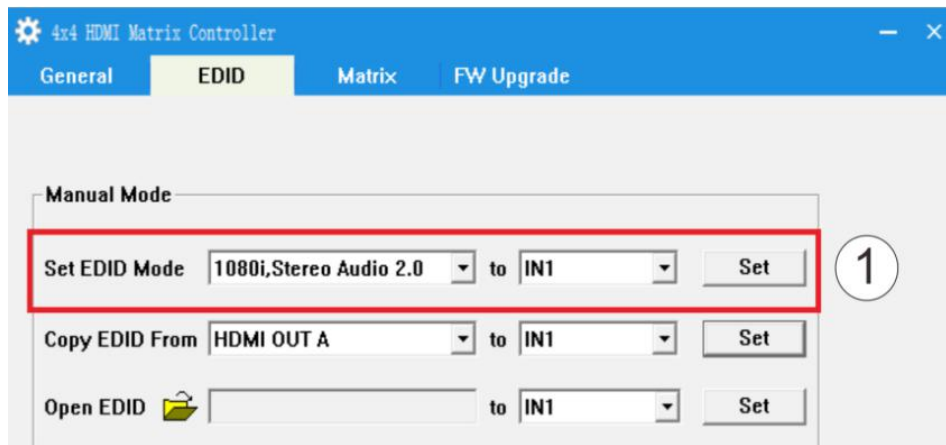 4x4 HDMI Matrix Controller
General EDID Matrix FW Upgrade
Manual Mode
Set EDID Mode 1080i,Stereo Audio 2.0 to IN1 Set 1
Copy EDID From HDMI OUT A to IN1 Set
Open EDID to IN1 Set